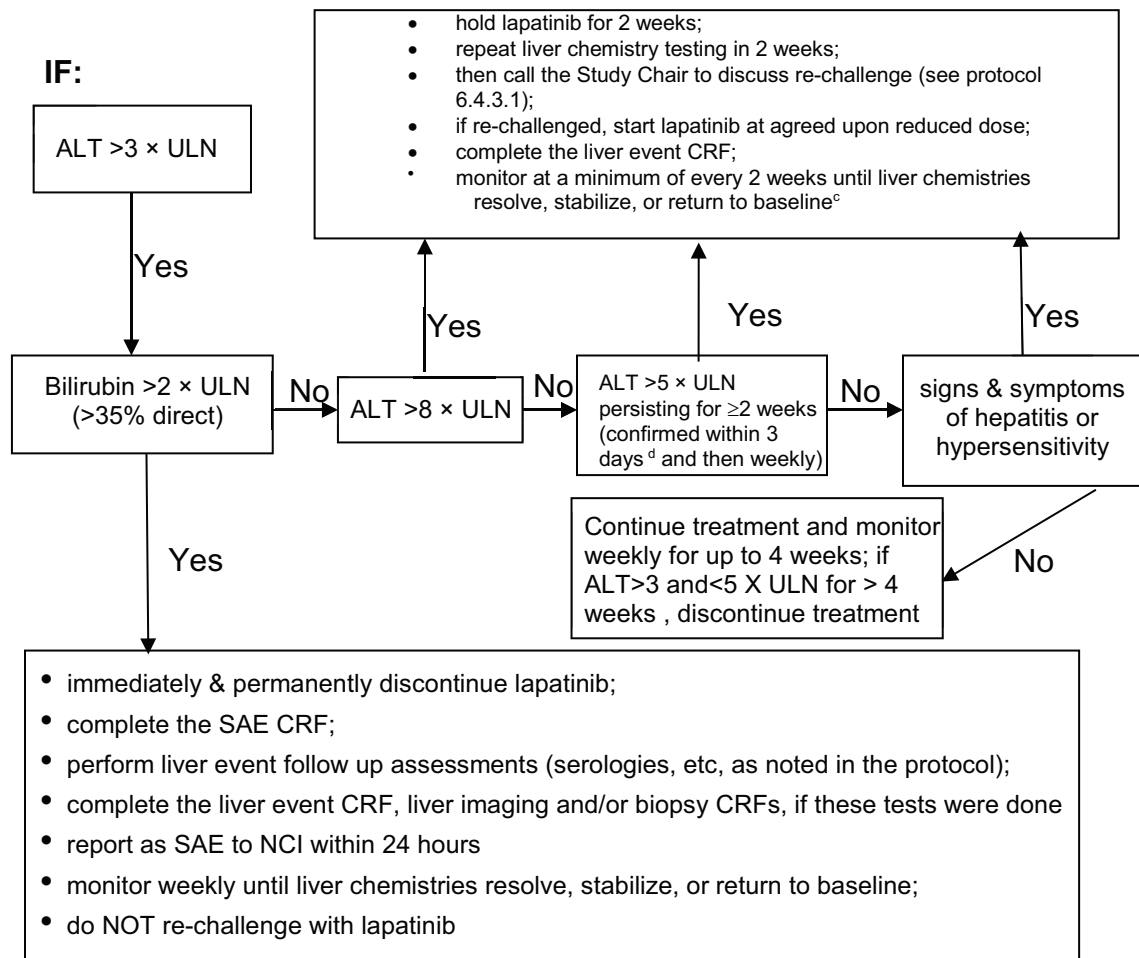 IF:
• hold lapatinib for 2 weeks;
• repeat liver chemistry testing in 2 weeks;
• then call the Study Chair to discuss re-challenge (see protocol
6.4.3.1);
• if re-challenged, start lapatinib at agreed upon reduced dose;
• complete the liver event CRF;
• monitor at a minimum of every 2 weeks until liver chemistries
resolve, stabilize, or return to baselineᶜ
ALT >3 × ULN
Yes
Yes
Yes
Yes
Bilirubin >2 × ULN
(>35% direct)
No
ALT >8 × ULN
No
ALT >5 × ULN
persisting for ≥2 weeks
(confirmed within 3
days ᵈ and then weekly)
No
signs & symptoms
of hepatitis or
hypersensitivity
Yes
No
Continue treatment and monitor
weekly for up to 4 weeks; if
ALT>3 and<5 X ULN for > 4
weeks , discontinue treatment
• immediately & permanently discontinue lapatinib;
• complete the SAE CRF;
• perform liver event follow up assessments (serologies, etc, as noted in the protocol);
• complete the liver event CRF, liver imaging and/or biopsy CRFs, if these tests were done
• report as SAE to NCI within 24 hours
• monitor weekly until liver chemistries resolve, stabilize, or return to baseline;
• do NOT re-challenge with lapatinib